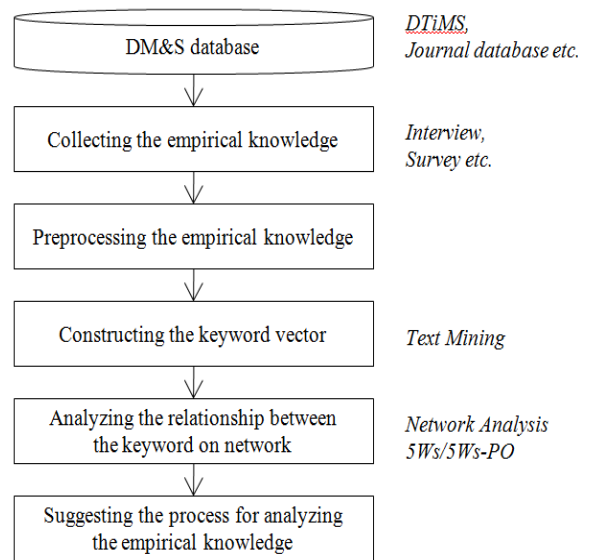 DM&S database
DTiMS,
Journal database etc.
Collecting the empirical knowledge
Interview,
Survey etc.
Preprocessing the empirical knowledge
Constructing the keyword vector
Text Mining
Analyzing the relationship between
the keyword on network
Network Analysis
5Ws/5Ws-PO
Suggesting the process for analyzing
the empirical knowledge